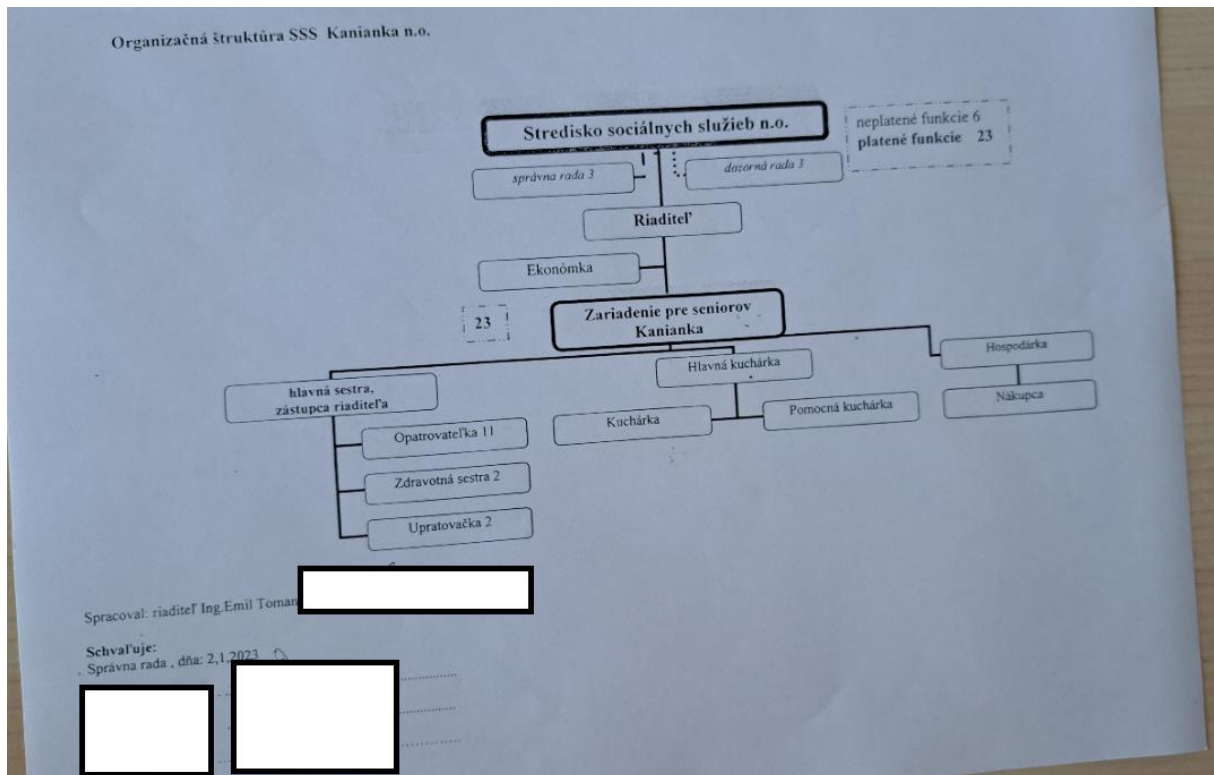 Organizačná štruktúra SSS Kanianka n.o.
Stredisko sociálnych služieb n.o.
neplatené funkcie 6
platené funkcie 23
správna rada 3
dozorná rada 3
Riaditeľ
Ekonómka
23
Zariadenie pre seniorov
Kanianka
hlavná sestra,
zástupca riaditeľa
Hlavná kuchárka
Hospodárka
Kuchárka
Pomocná kuchárka
Nákupca
Opatrovateľka 11
Zdravotná sestra 2
Upratovačka 2
Spracoval: riaditeľ Ing.Emil Toman
Schvaľuje:
Správna rada , dňa: 2,1,2023